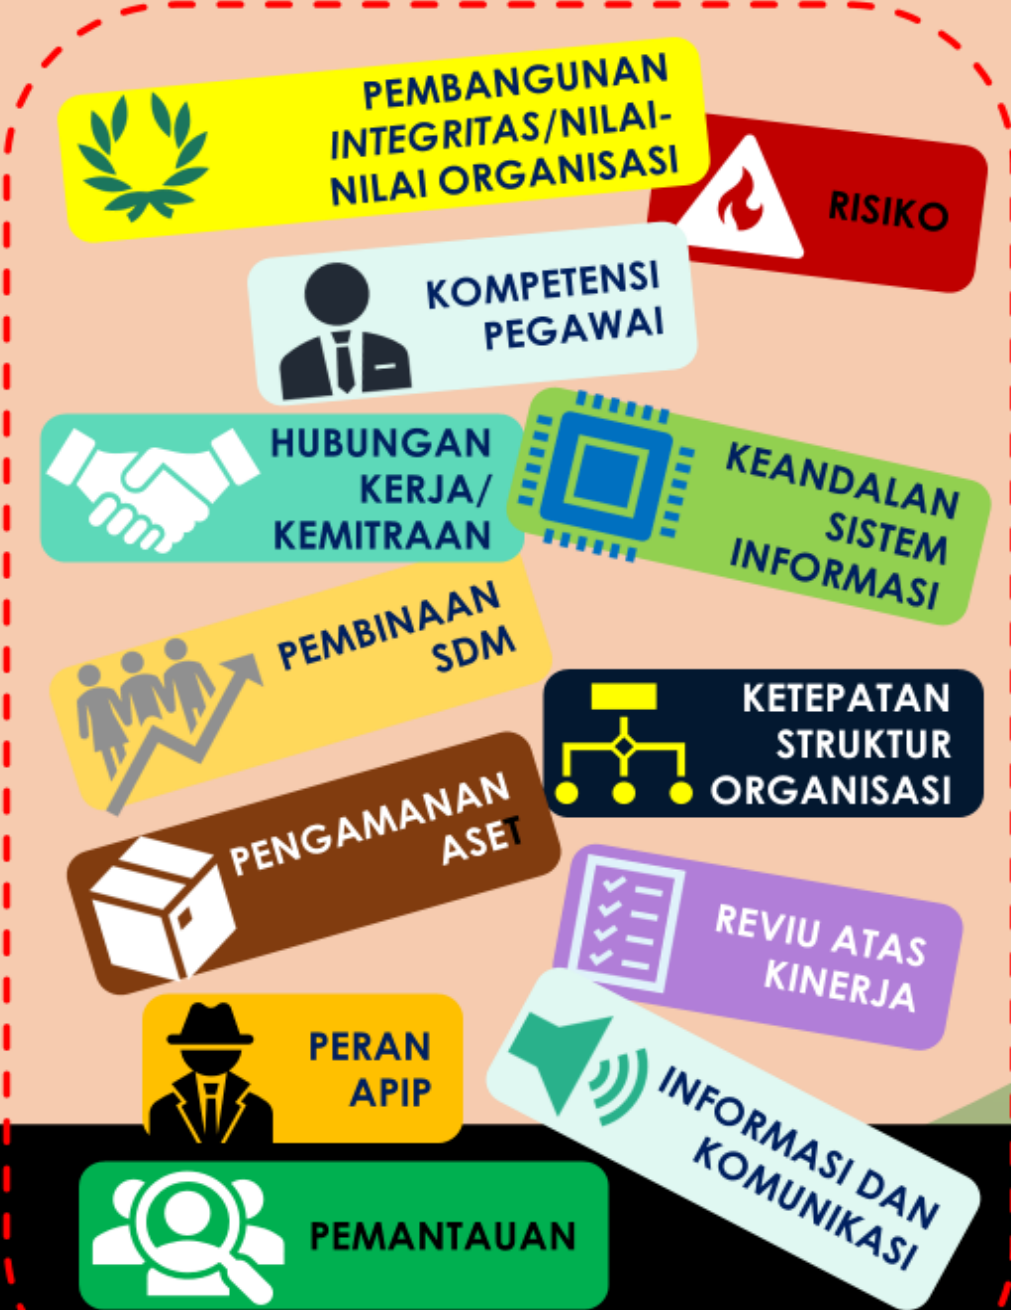 PEMBANGUNAN
INTEGRITAS/NILAI-
NILAI ORGANISASI
RISIKO
KOMPETENSI
PEGAWAI
HUBUNGAN
KERJA/
KEMITRAAN
KEANDALAN
SISTEM
INFORMASI
PEMBINAAN
SDM
KETEPATAN
STRUKTUR
ORGANISASI
PENGAMANAN
ASET
REVIU ATAS
KINERJA
PERAN
APIP
INFORMASI DAN
KOMUNIKASI
PEMANTAUAN